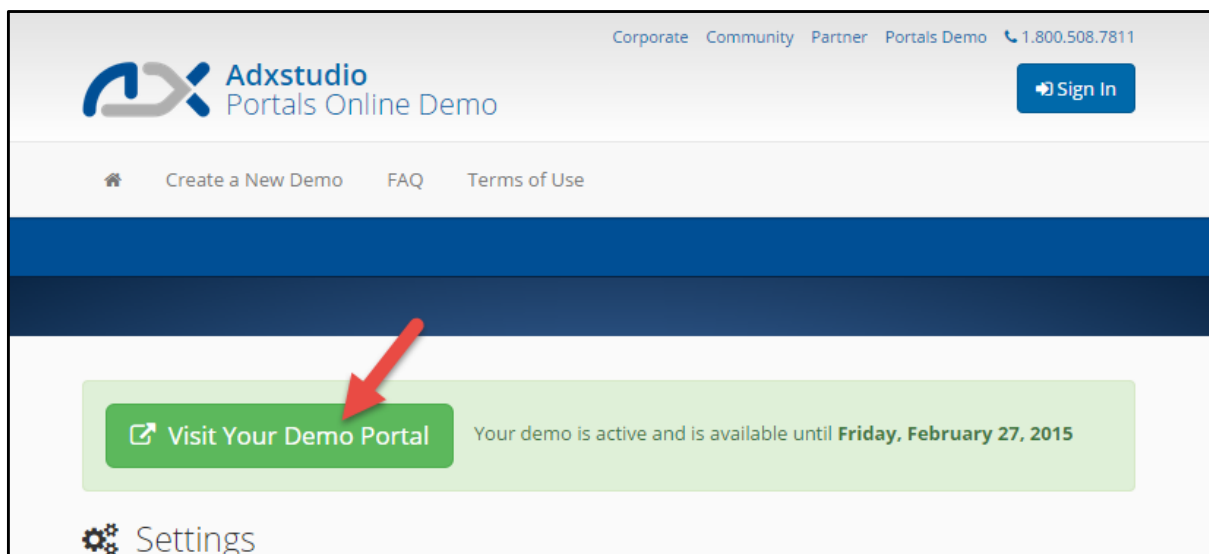 Corporate Community Partner Portals Demo 1.800.508.7811
Adxstudio
Portals Online Demo
Sign In
Create a New Demo FAQ Terms of Use
Visit Your Demo Portal
Your demo is active and is available until Friday, February 27, 2015
Settings